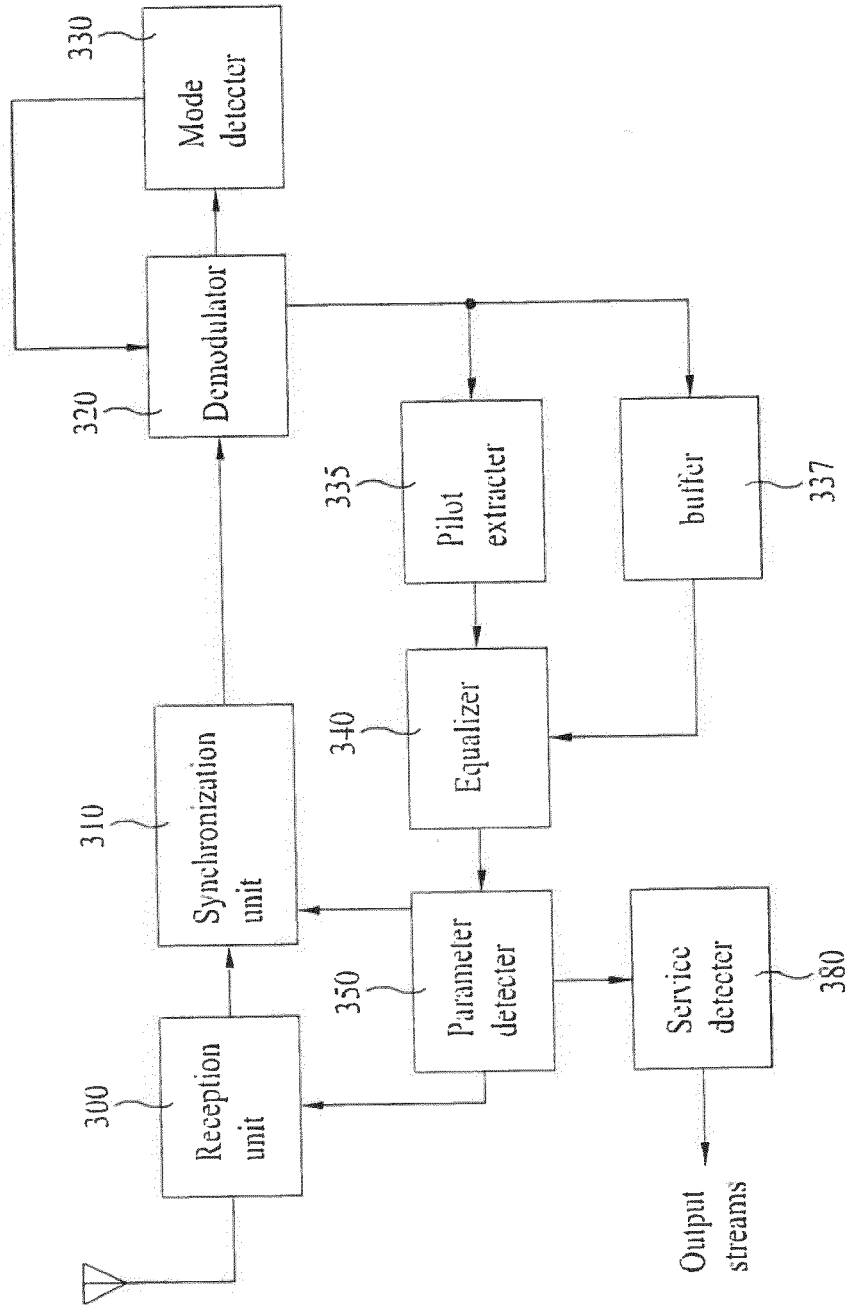 300
Reception
unit
310
Synchronization
unit
320
Demodulator
330
Mode
detecter
350
Parameter
detecter
340
Equalizer
335
Pilot
extracter
380
Service
detecter
337
buffer
Output
streams